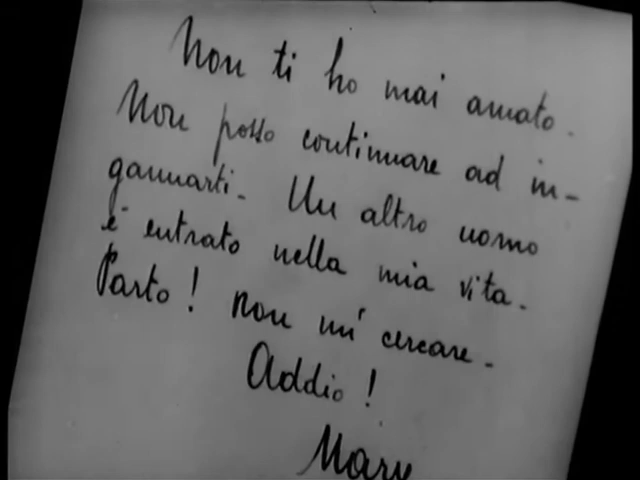 Non ti ho mai amato.
Non posso continuare ad in-
gannarti. Un altro uomo
è entrato nella mia vita.
Parto! non mi cercare.
Addio!
Mary